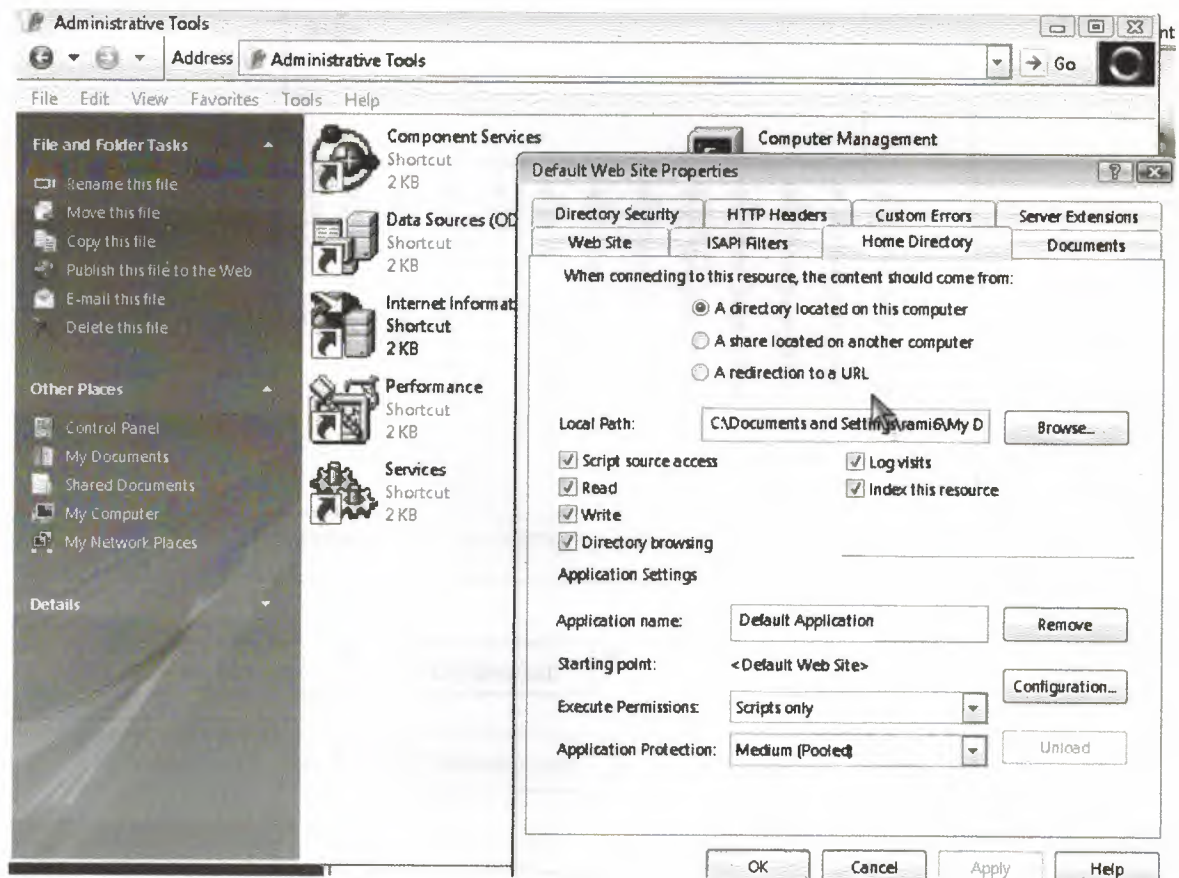 Administrative Tools
nt
Address Administrative Tools Go
File Edit View Favorites Tools Help
File and Folder Tasks
Rename this file
Move this file
Copy this file
Publish this file to the Web
E-mail this file
Delete this file
Other Places
Control Panel
My Documents
Shared Documents
My Computer
My Network Places
Details
Component Services
Shortcut
2 KB
Computer Management
Data Sources (OD
Shortcut
2 KB
Internet Informat
Shortcut
2 KB
Performance
Shortcut
2 KB
Services
Shortcut
2 KB
Default Web Site Properties
Directory Security HTTP Headers Custom Errors Server Extensions
Web Site ISAPI Filters Home Directory Documents
When connecting to this resource, the content should come from:
A directory located on this computer
A share located on another computer
A redirection to a URL
Local Path: C:\Documents and Settings\rami6\My D Browse...
Script source access Log visits
Read Index this resource
Write
Directory browsing
Application Settings
Application name: Default Application Remove
Starting point: <Default Web Site>
Configuration...
Execute Permissions: Scripts only
Application Protection: Medium (Pooled) Unload
OK Cancel Apply Help